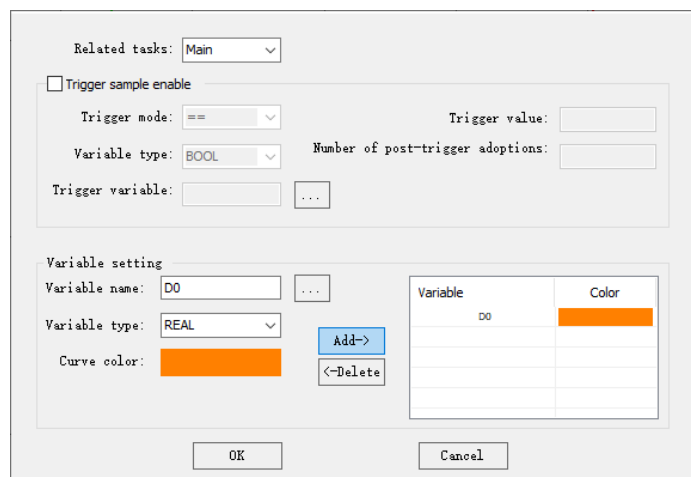 Related tasks: Main
Trigger sample enable
Trigger mode: ==
Trigger value:
Variable type: BOOL
Number of post-trigger adoptions:
Trigger variable:
...
Variable setting
Variable name: D0
...
Variable type: REAL
Curve color:
Add->
<-Delete
Variable Color
D0
OK Cancel